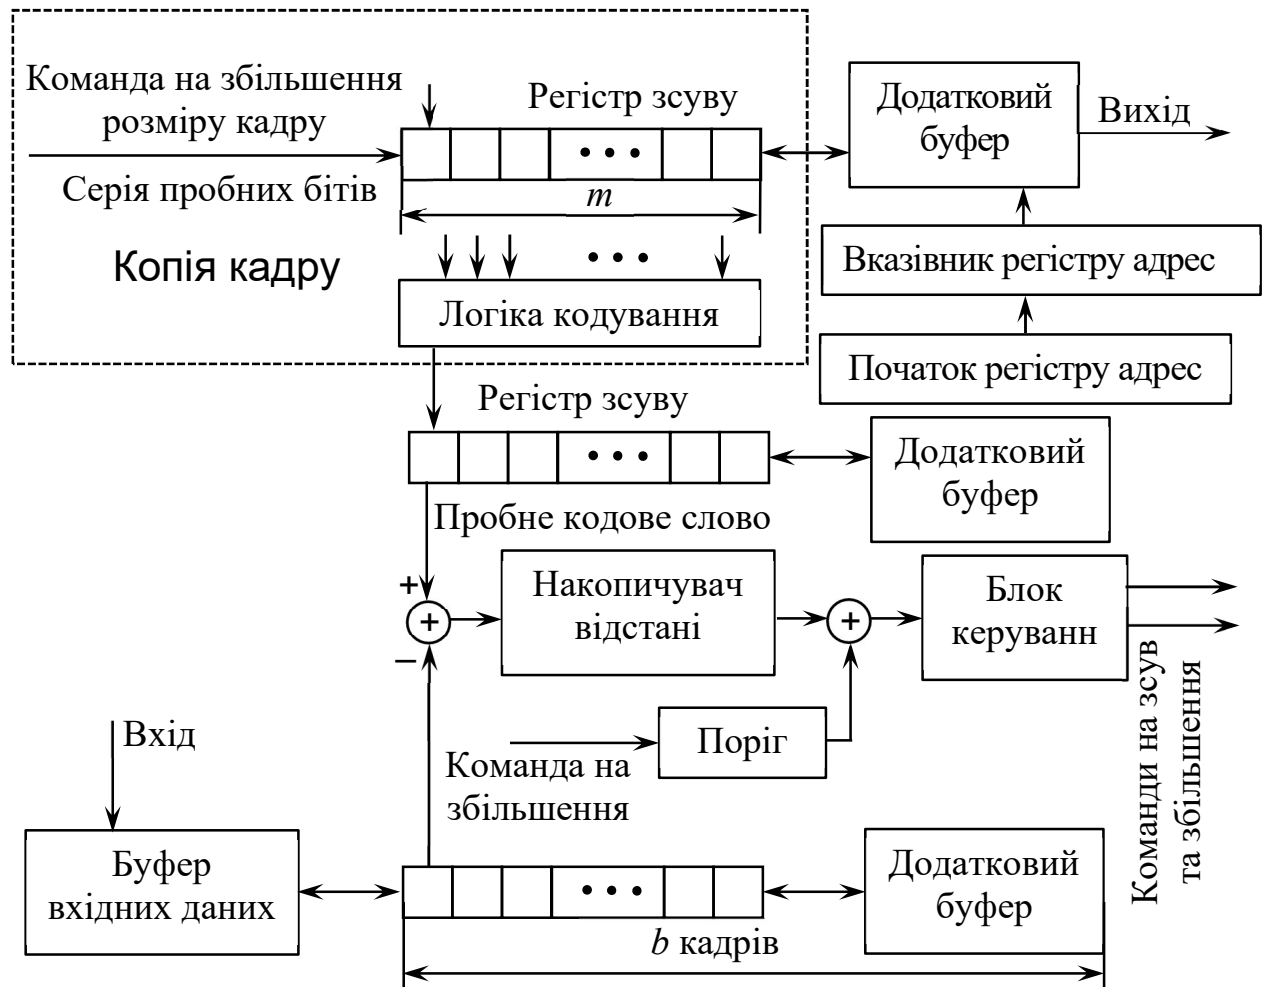 Команда на збільшення
розміру кадру
Серія пробних бітів
Копія кадру
Регістр зсуву
m
Логіка кодування
Додатковий
буфер
Вихід
Вказівник регістру адрес
Початок регістру адрес
Регістр зсуву
Додатковий
буфер
Пробне кодове слово
+
−
+
Накопичувач
відстані
+
Блок
керуванн
Команди на зсув
та збільшення
Поріг
Команда на
збільшення
Вхід
Буфер
вхідних даних
Додатковий
буфер
b кадрів